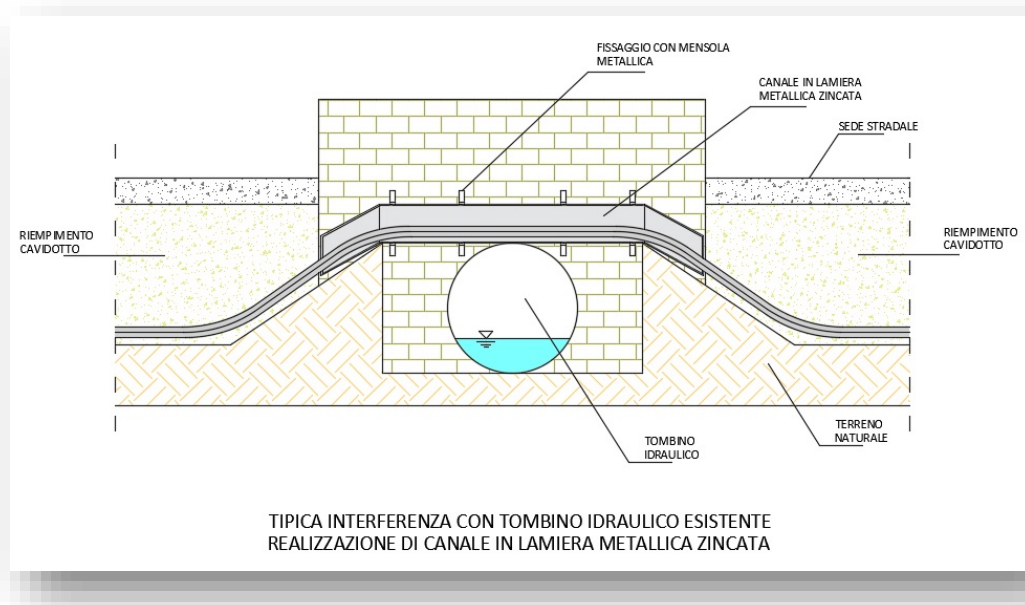 FISSAGGIO CON MENSOLA
METALLICA
CANALE IN LAMIERA
METALLICA ZINCATA
SEDE STRADALE
RIEMPIMENTO
CAVIDOTTO
RIEMPIMENTO
CAVIDOTTO
TERRENO
NATURALE
TOMBINO
IDRAULICO
TIPICA INTERFERENZA CON TOMBINO IDRAULICO ESISTENTE
REALIZZAZIONE DI CANALE IN LAMIERA METALLICA ZINCATA